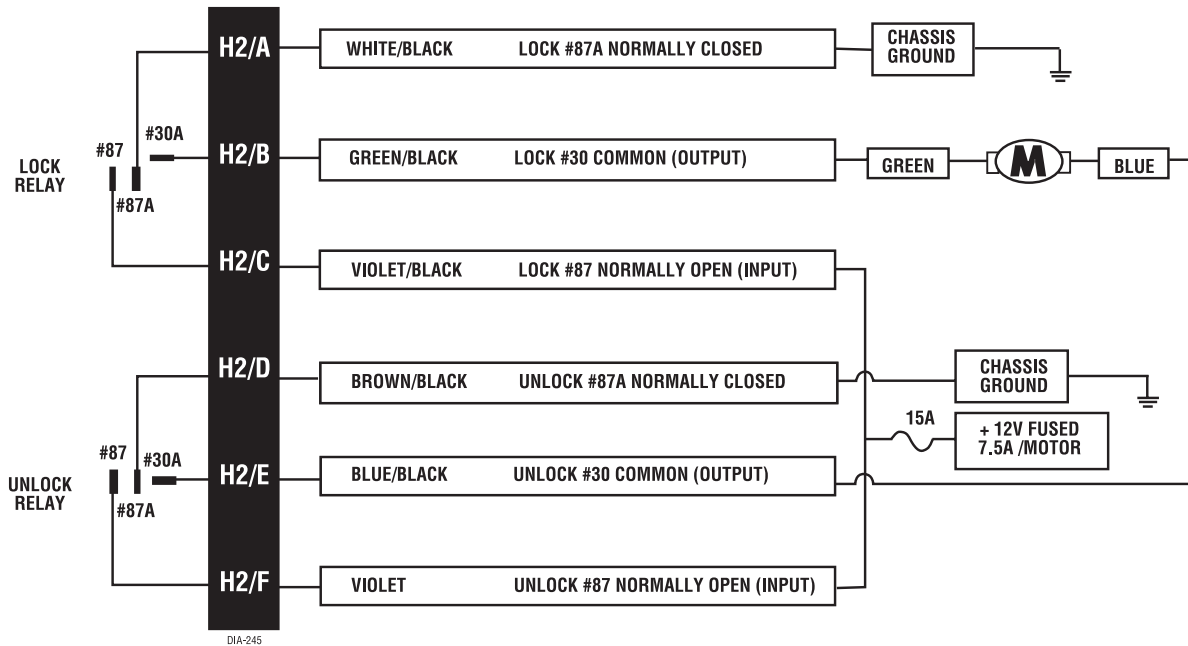 H2/A
WHITE/BLACK LOCK #87A NORMALLY CLOSED
CHASSIS
GROUND
LOCK
RELAY
#87
#30A
#87A
H2/B
GREEN/BLACK LOCK #30 COMMON (OUTPUT)
GREEN
M
BLUE
H2/C
VIOLET/BLACK LOCK #87 NORMALLY OPEN (INPUT)
H2/D
BROWN/BLACK UNLOCK #87A NORMALLY CLOSED
CHASSIS
GROUND
15A
+ 12V FUSED
7.5A /MOTOR
UNLOCK
RELAY
#87
#30A
#87A
H2/E
BLUE/BLACK UNLOCK #30 COMMON (OUTPUT)
H2/F
VIOLET UNLOCK #87 NORMALLY OPEN (INPUT)
DIA-245